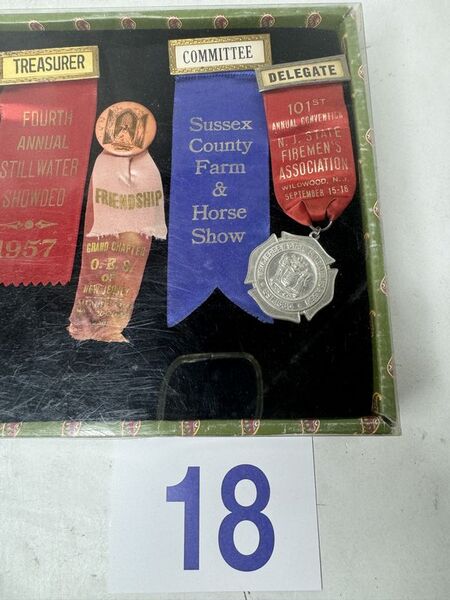 TREASURER
FOURTH
ANNUAL
STILLWATER
SHOWDEO
1957
FRIENDSHIP
GRAND CHAPTER
O.E.S.
OF
NEW JERSEY
COMMITTEE
Sussex
County
Farm
&
Horse
Show
DELEGATE
101ST
ANNUAL CONVENTION
N. J. STATE
FIREMEN'S
ASSOCIATION
WILDWOOD, N.J.
SEPTEMBER 15-16
18